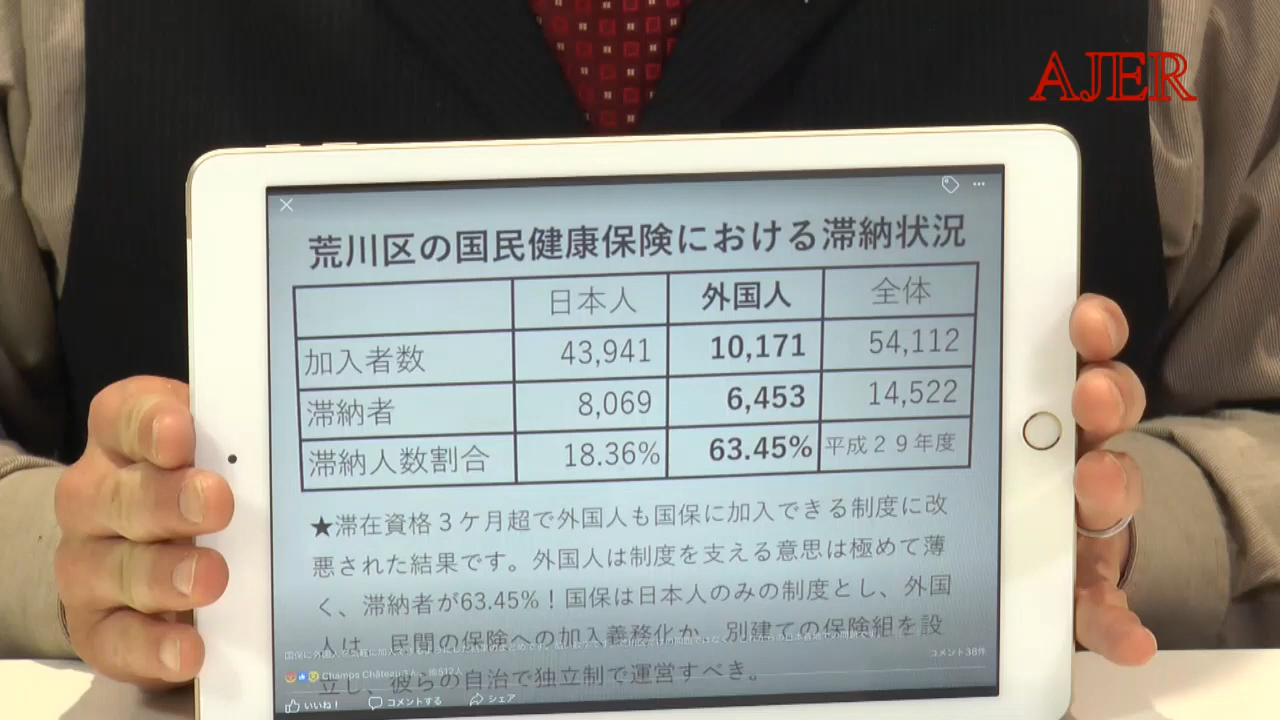 AJER
荒川区の国民健康保険における滞納状況
日本人 外国人 全体
加入者数 43,941 10,171 54,112
滞納者 8,069 6,453 14,522
滞納人数割合 18.36% 63.45% 平成29年度
★滞在資格3ケ月超で外国人も国保に加入できる制度に改
悪された結果です。外国人は制度を支える意思は極めて薄
く、滞納者が63.45%！国保は日本人のみの制度とし、外国
人は、民間の保険への加入義務化か、別建ての保険組を設
立し、彼らの自治で独立制で運営すべき。
コメント38件
Champs Château
いいね！ コメントする シェア